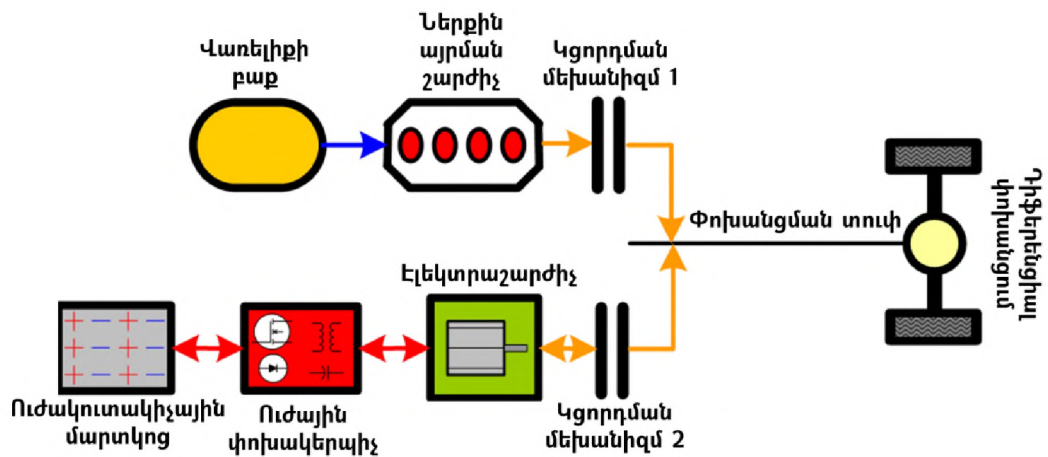 Վառելիքի
բաք
Ներքին
այրման
շարժիչ
Կցորդման
մեխանիզմ 1
Փոխանցման տուփ
Դիֆերենցիալ
փոխանցում
Էլեկտրաշարժիչ
Ուժակուտակիչային
մարտկոց
Ուժային
փոխակերպիչ
Կցորդման
մեխանիզմ 2